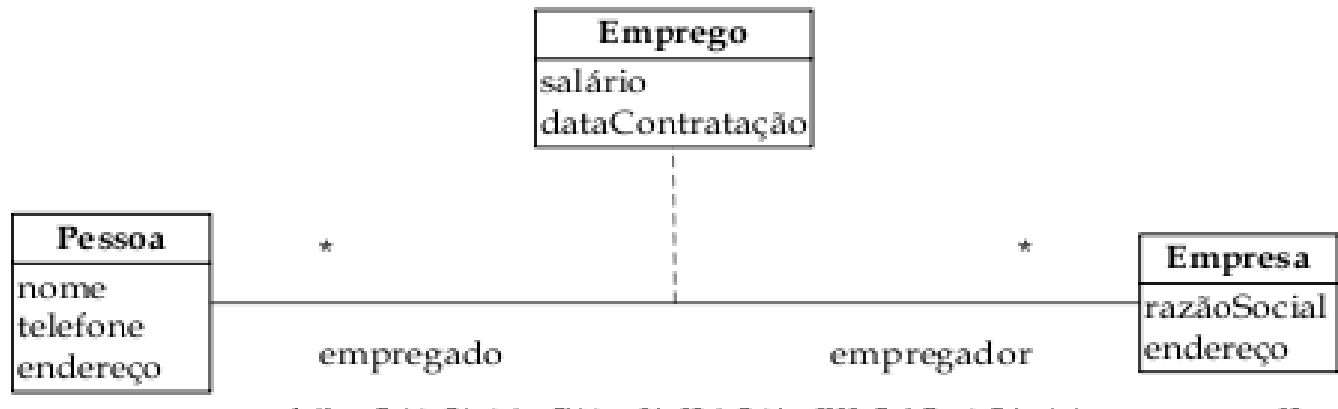 Emprego
salário
dataContratação
Pessoa
nome
telefone
endereço
*
*
empregado
empregador
Empresa
razãoSocial
endereço